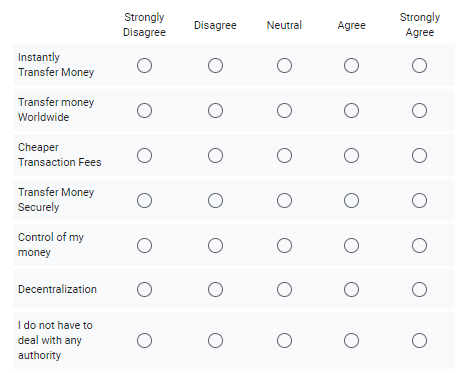 Strongly
Disagree
Disagree
Neutral
Agree
Strongly
Agree
Instantly
Transfer Money
Transfer money
Worldwide
Cheaper
Transaction Fees
Transfer Money
Securely
Control of my
money
Decentralization
I do not have to
deal with any
authority